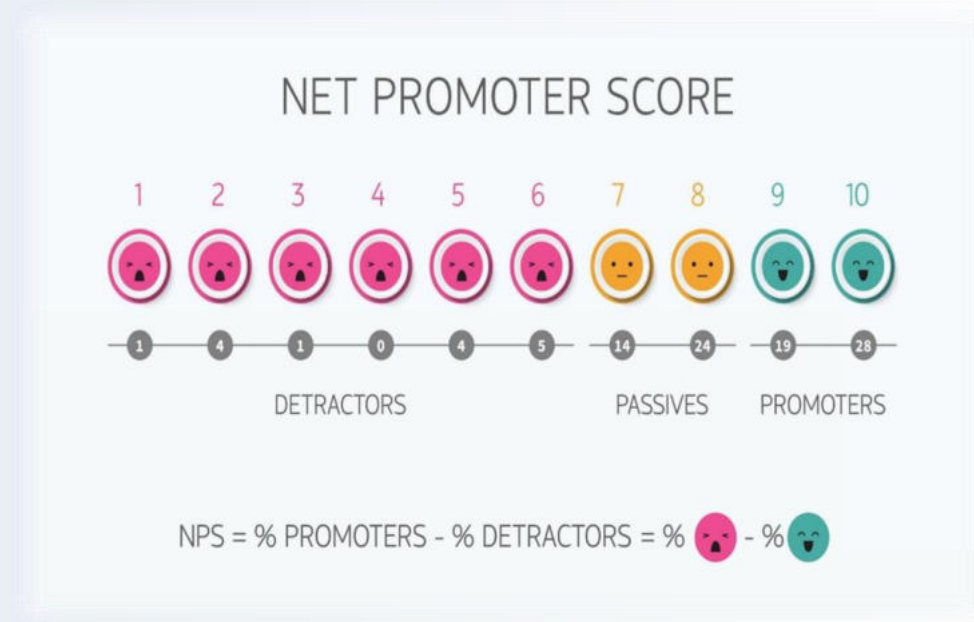 NET PROMOTER SCORE
1 2 3 4 5 6 7 8 9 10
1 4 1 0 4 5 14 24 19 28
DETRACTORS PASSIVES PROMOTERS
NPS = % PROMOTERS - % DETRACTORS = % - %